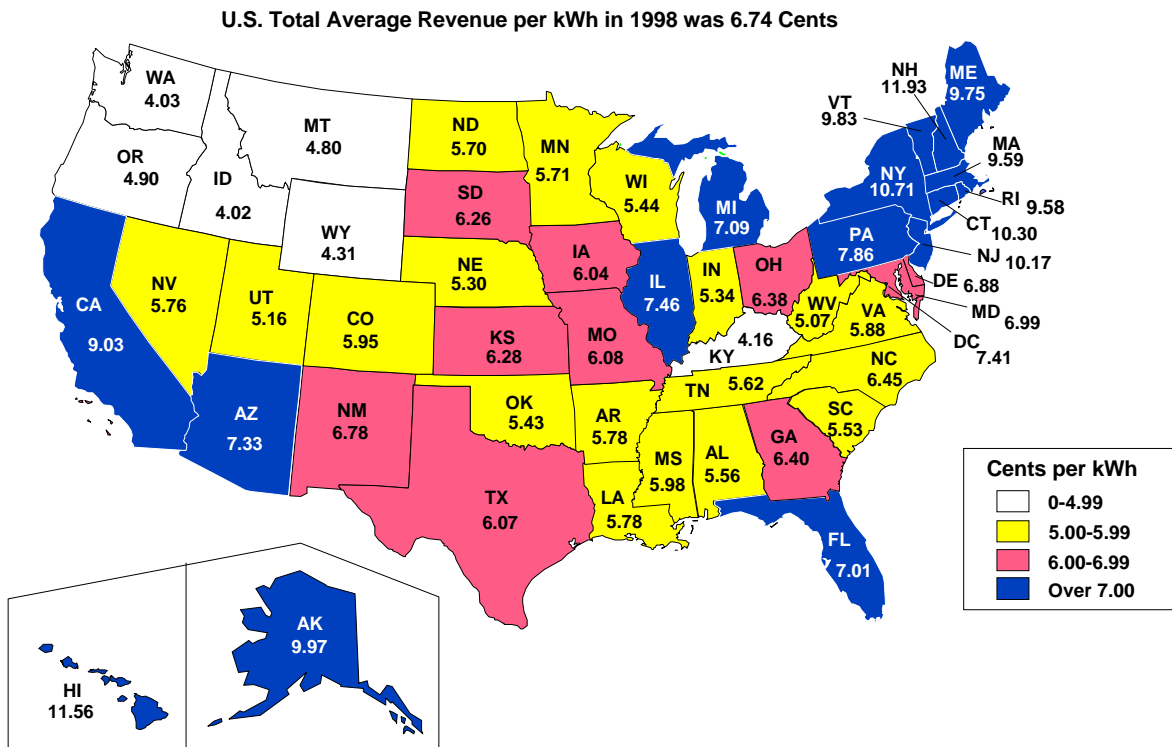 U.S. Total Average Revenue per kWh in 1998 was 6.74 Cents
WA
4.03
OR
4.90
ID
4.02
MT
4.80
WY
4.31
CA
9.03
NV
5.76
UT
5.16
AZ
7.33
CO
5.95
NM
6.78
ND
5.70
SD
6.26
NE
5.30
KS
6.28
OK
5.43
TX
6.07
MN
5.71
IA
6.04
MO
6.08
AR
5.78
LA
5.78
WI
5.44
IL
7.46
MI
7.09
IN
5.34
OH
6.38
KY
4.16
TN
5.62
MS
5.98
AL
5.56
GA
6.40
FL
7.01
SC
5.53
NC
6.45
VA
5.88
WV
5.07
PA
7.86
NY
10.71
VT
9.83
NH
11.93
ME
9.75
MA
9.59
RI 9.58
CT 10.30
NJ 10.17
DE 6.88
MD
6.99
DC
7.41
HI
11.56
AK
9.97
Cents per kWh
0-4.99
5.00-5.99
6.00-6.99
Over 7.00